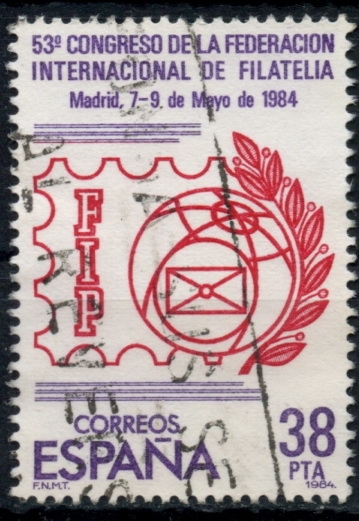 53º CONGRESO DE LA FEDERACION
INTERNACIONAL DE FILATELIA
Madrid, 7-9, de Mayo de 1984
FIP
CORREOS
ESPAÑA
38
PTA
F.N.M.T.
1984.